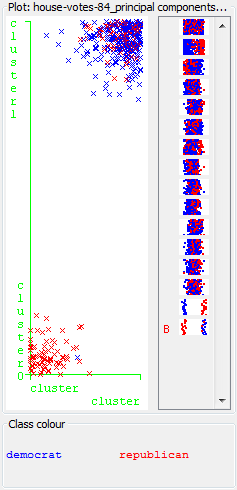 Plot: house-votes-84_principal components...
cluster1
cluster0
cluster
cluster
B
Class colour
democrat republican